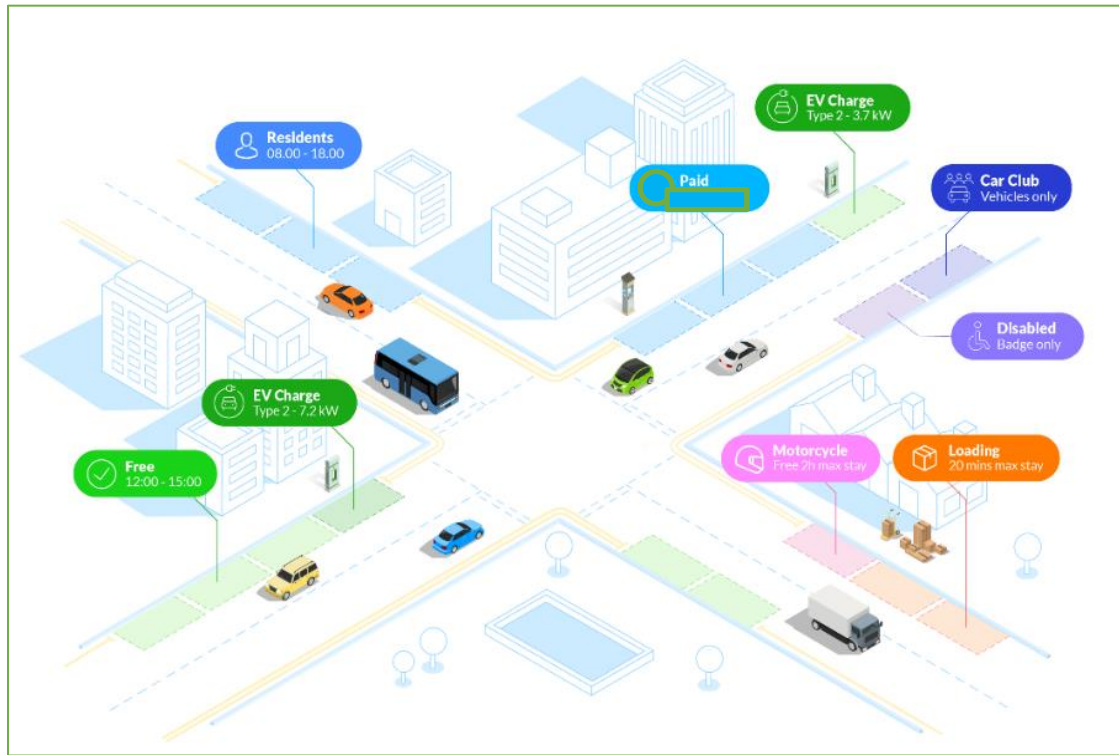 EV Charge
Type 2 - 3.7 kW
Residents
08.00 - 18.00
Paid
Car Club
Vehicles only
Disabled
Badge only
EV Charge
Type 2 - 7.2 kW
Motorcycle
Free 2h max stay
Loading
20 mins max stay
Free
12:00 - 15:00